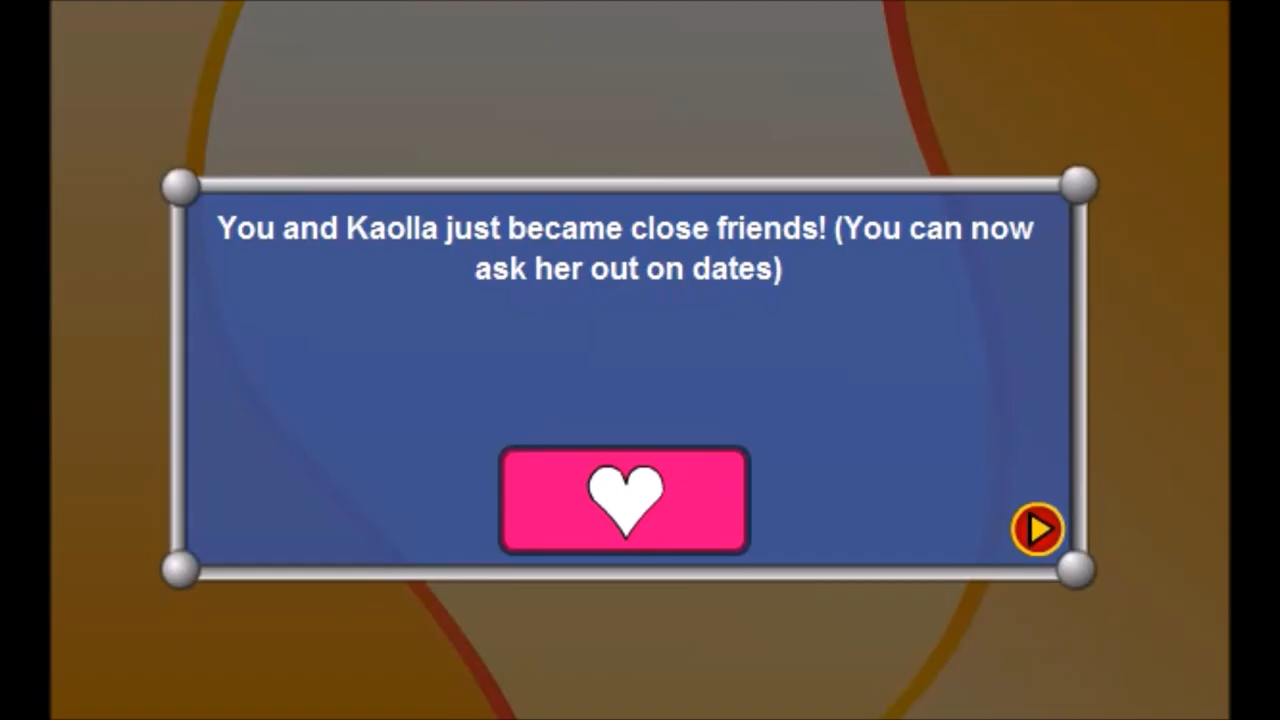 You and Kaolla just became close friends! (You can now
ask her out on dates)